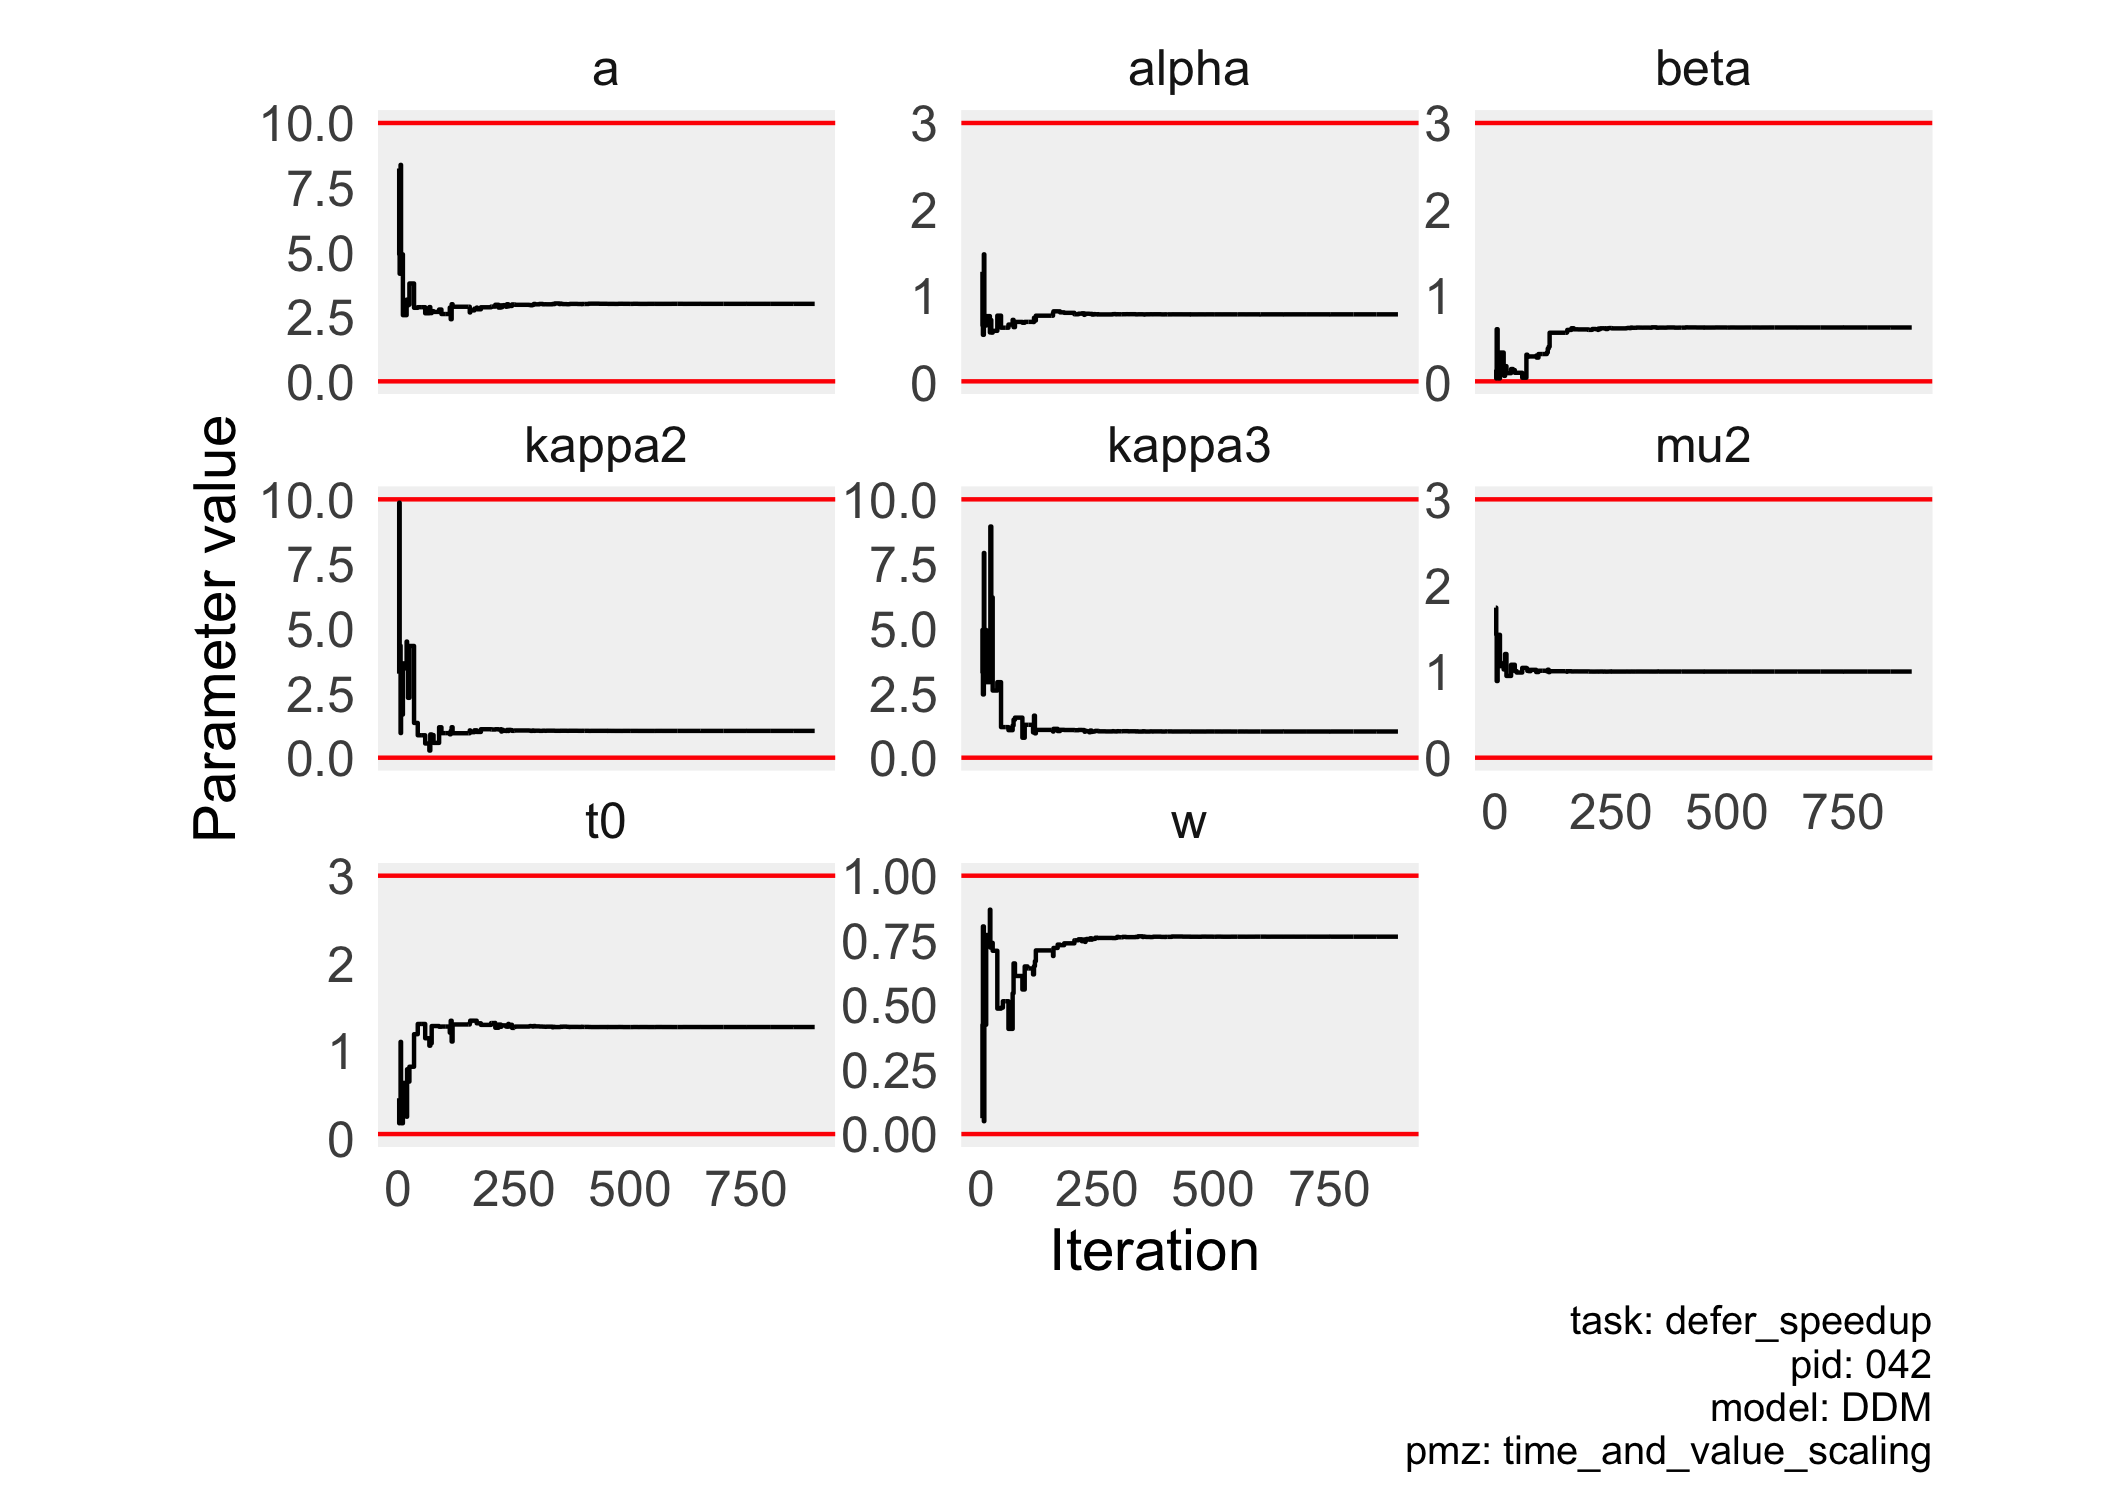 a
alpha
beta
10.0
7.5
5.0
2.5
0.0
3
2
1
0
3
2
1
0
kappa2
kappa3
mu2
10.0
7.5
5.0
2.5
0.0
10.0
7.5
5.0
2.5
0.0
3
2
1
0
0 250 500 750
t0
w
3
2
1
0
1.00
0.75
0.50
0.25
0.00
0 250 500 750
0 250 500 750
Parameter value
Iteration
task: defer_speedup
pid: 042
model: DDM
pmz: time_and_value_scaling